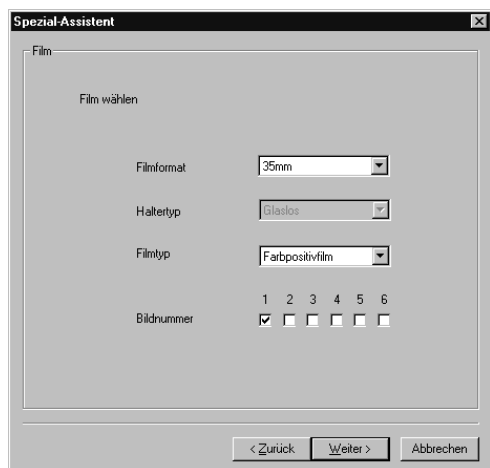 Spezial-Assistent
Film
Film wählen
Filmformat 35mm
Haltertyp Glaslos
Filmtyp Farbpositivfilm
1 2 3 4 5 6
Bildnummer
< Zurück Weiter > Abbrechen